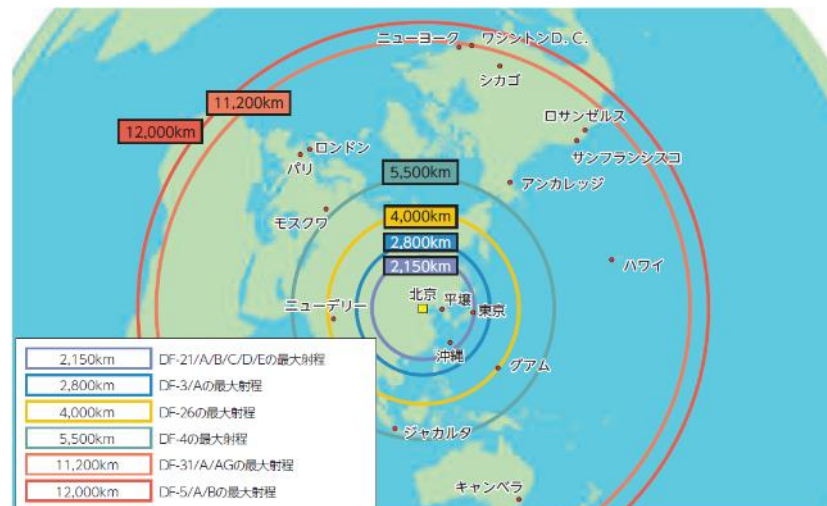 ニューヨーク
ワシントンD.C.
シカゴ
11,200km
12,000km
ロサンゼルス
ロンドン
パリ
サンフランシスコ
5,500km
アンカレッジ
モスクワ
4,000km
2,800km
2,150km
ハワイ
北京
平壌
ニューデリー
東京
沖縄
グアム
ジャカルタ
キャンベラ
2,150km DF-21/A/B/C/D/Eの最大射程
2,800km DF-3/Aの最大射程
4,000km DF-26の最大射程
5,500km DF-4の最大射程
11,200km DF-31/A/AGの最大射程
12,000km DF-5/A/Bの最大射程